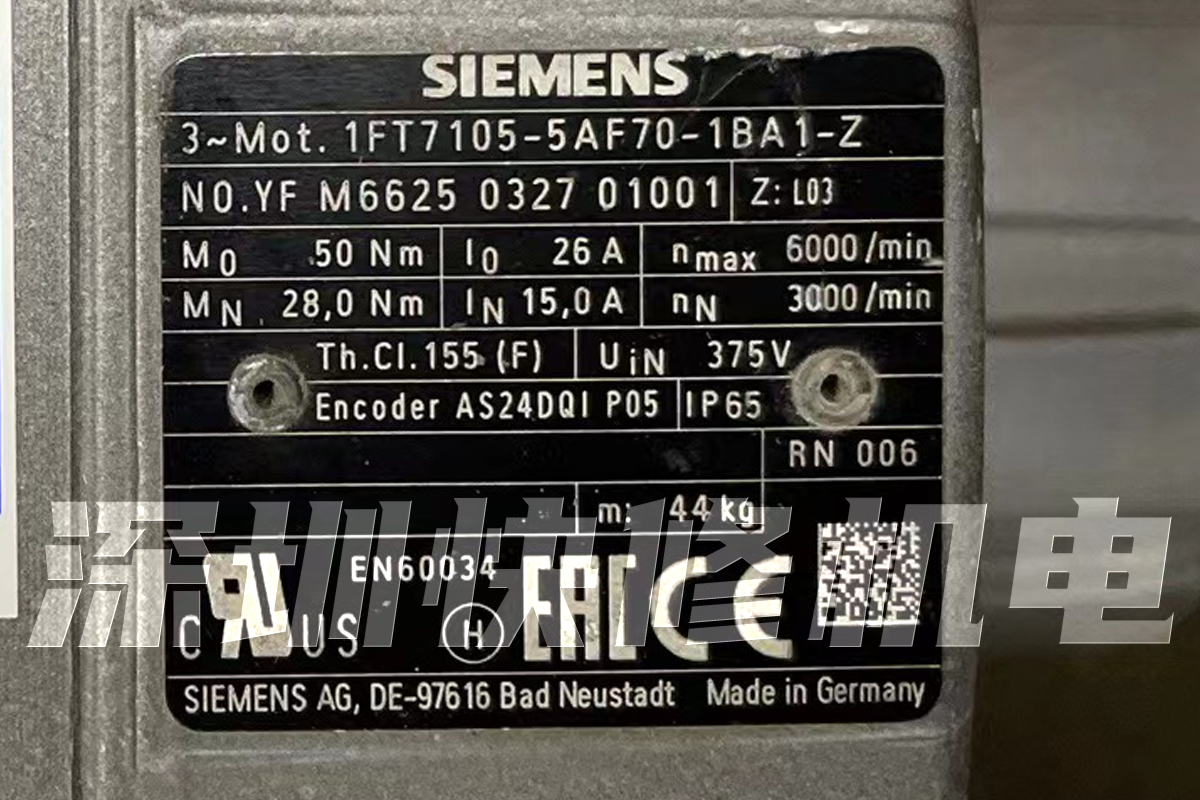 SIEMENS
3~Mot. 1FT7105-5AF70-1BA1-Z
NO.YF M6625 0327 01001 Z: L03
M0 50 Nm I0 26 A nmax 6000/min
MN 28,0 Nm IN 15,0 A nN 3000/min
Th.Cl.155 (F) UiN 375V
Encoder AS24DQI P05 IP65
RN 006
m: 44 kg
深圳快修机电
EN60034
C RU US H EAC CE
SIEMENS AG, DE-97616 Bad Neustadt Made in Germany